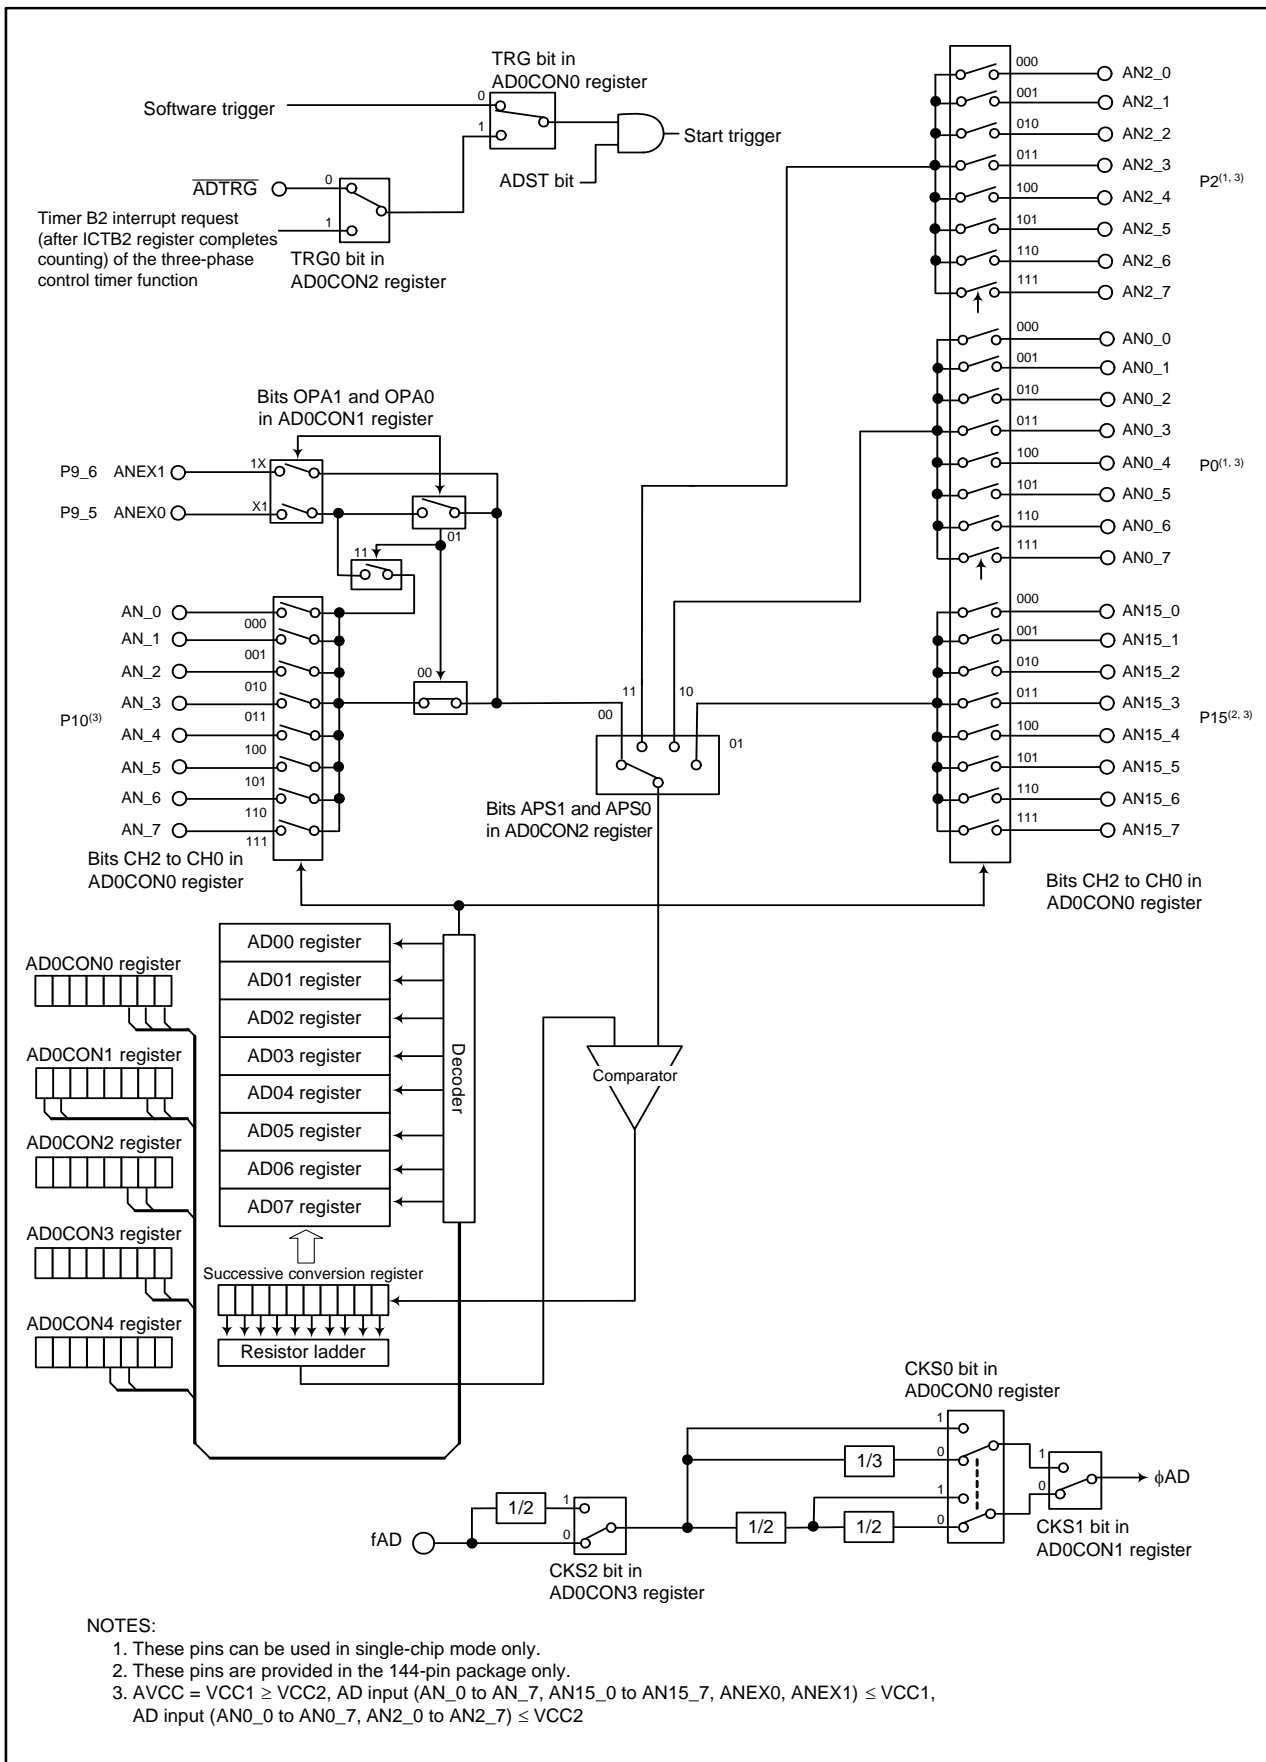 TRG bit in
AD0CON0 register
Software trigger
0
1
Start trigger
ADST bit
ADTRG
0
1
Timer B2 interrupt request
(after ICTB2 register completes
counting) of the three-phase
control timer function
TRG0 bit in
AD0CON2 register
000
AN2_0
001
AN2_1
010
AN2_2
011
AN2_3
100
AN2_4
101
AN2_5
110
AN2_6
111
AN2_7
P2(1, 3)
000
AN0_0
001
AN0_1
010
AN0_2
011
AN0_3
100
AN0_4
101
AN0_5
110
AN0_6
111
AN0_7
P0(1, 3)
000
AN15_0
001
AN15_1
010
AN15_2
011
AN15_3
100
AN15_4
101
AN15_5
110
AN15_6
111
AN15_7
P15(2, 3)
Bits CH2 to CH0 in
AD0CON0 register
Bits OPA1 and OPA0
in AD0CON1 register
P9_6 ANEX1
1X
P9_5 ANEX0
X1
01
11
00
AN_0
000
AN_1
001
AN_2
010
AN_3
011
P10(3)
AN_4
100
AN_5
101
AN_6
110
AN_7
111
Bits CH2 to CH0 in
AD0CON0 register
11
10
00
01
Bits APS1 and APS0
in AD0CON2 register
AD00 register
AD01 register
AD02 register
AD03 register
AD04 register
AD05 register
AD06 register
AD07 register
Decoder
Comparator
AD0CON0 register
AD0CON1 register
AD0CON2 register
AD0CON3 register
AD0CON4 register
Successive conversion register
Resistor ladder
CKS0 bit in
AD0CON0 register
1
1/3
0
1
1/2
1/2
0
1
0
ϕAD
CKS1 bit in
AD0CON1 register
fAD
1/2
1
0
CKS2 bit in
AD0CON3 register
NOTES:
1. These pins can be used in single-chip mode only.
2. These pins are provided in the 144-pin package only.
3. AVCC = VCC1 ≥ VCC2, AD input (AN_0 to AN_7, AN15_0 to AN15_7, ANEX0, ANEX1) ≤ VCC1,
AD input (AN0_0 to AN0_7, AN2_0 to AN2_7) ≤ VCC2